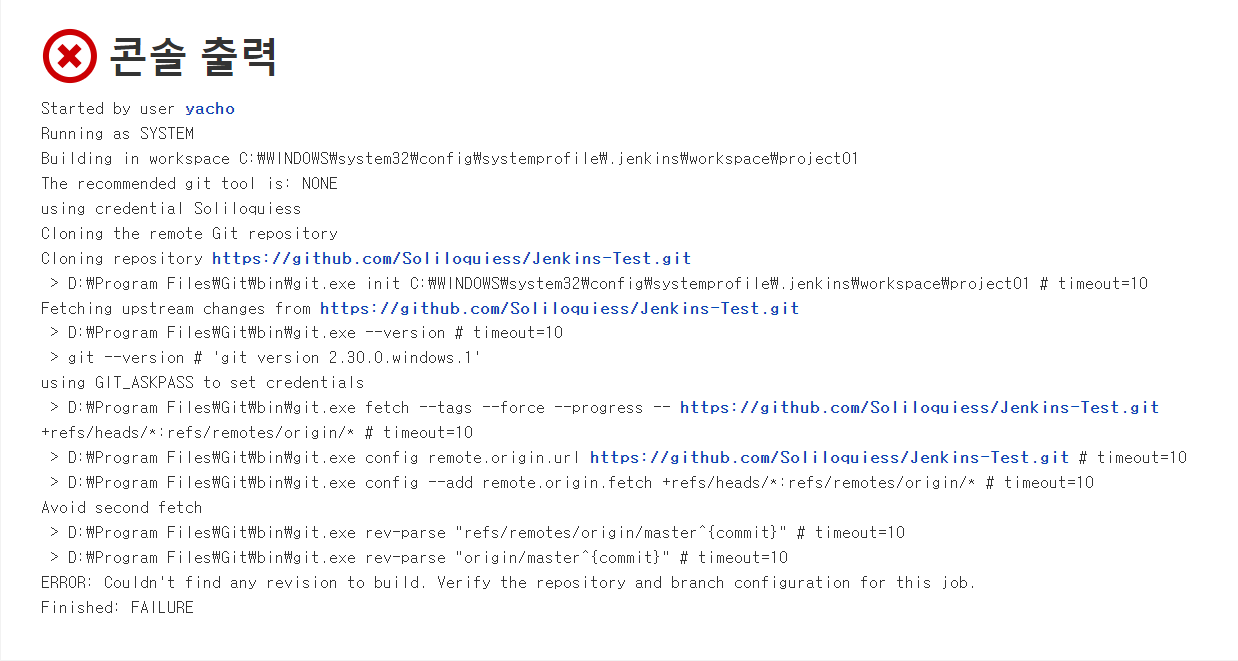 콘솔 출력
Started by user yacho
Running as SYSTEM
Building in workspace C:₩WINDOWS₩system32₩config₩systemprofile₩.jenkins₩workspace₩project01
The recommended git tool is: NONE
using credential Soliloquiess
Cloning the remote Git repository
Cloning repository https://github.com/Soliloquiess/Jenkins-Test.git
 > D:₩Program Files₩Git₩bin₩git.exe init C:₩WINDOWS₩system32₩config₩systemprofile₩.jenkins₩workspace₩project01 # timeout=10
Fetching upstream changes from https://github.com/Soliloquiess/Jenkins-Test.git
 > D:₩Program Files₩Git₩bin₩git.exe --version # timeout=10
 > git --version # 'git version 2.30.0.windows.1'
using GIT_ASKPASS to set credentials
 > D:₩Program Files₩Git₩bin₩git.exe fetch --tags --force --progress -- https://github.com/Soliloquiess/Jenkins-Test.git
+refs/heads/*:refs/remotes/origin/* # timeout=10
 > D:₩Program Files₩Git₩bin₩git.exe config remote.origin.url https://github.com/Soliloquiess/Jenkins-Test.git # timeout=10
 > D:₩Program Files₩Git₩bin₩git.exe config --add remote.origin.fetch +refs/heads/*:refs/remotes/origin/* # timeout=10
Avoid second fetch
 > D:₩Program Files₩Git₩bin₩git.exe rev-parse "refs/remotes/origin/master^{commit}" # timeout=10
 > D:₩Program Files₩Git₩bin₩git.exe rev-parse "origin/master^{commit}" # timeout=10
ERROR: Couldn't find any revision to build. Verify the repository and branch configuration for this job.
Finished: FAILURE